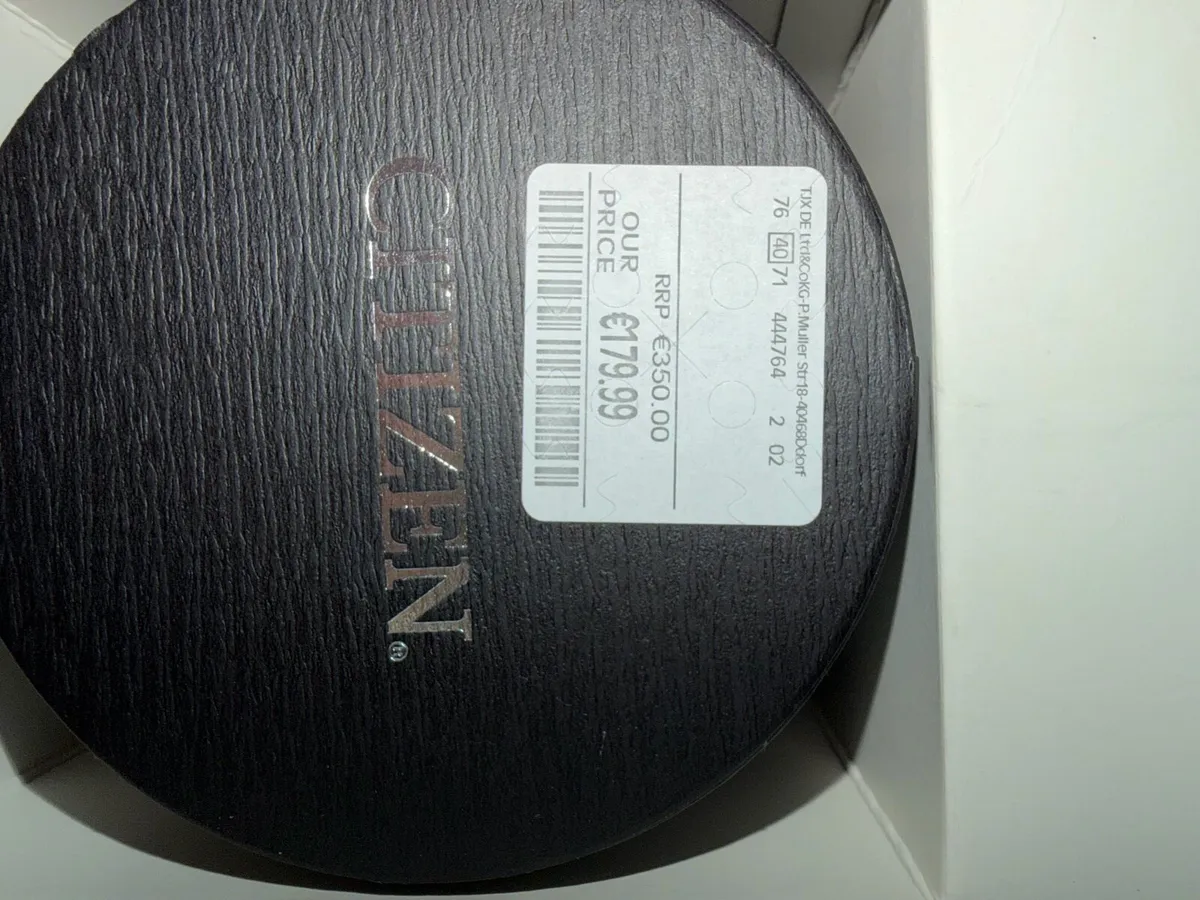 TJX DE Ltd&CoKG-P.Muller Str18-40468Ddorf
76 40 71 444764 2 02
RRP €350.00
OUR
PRICE €179.99
CITIZEN®